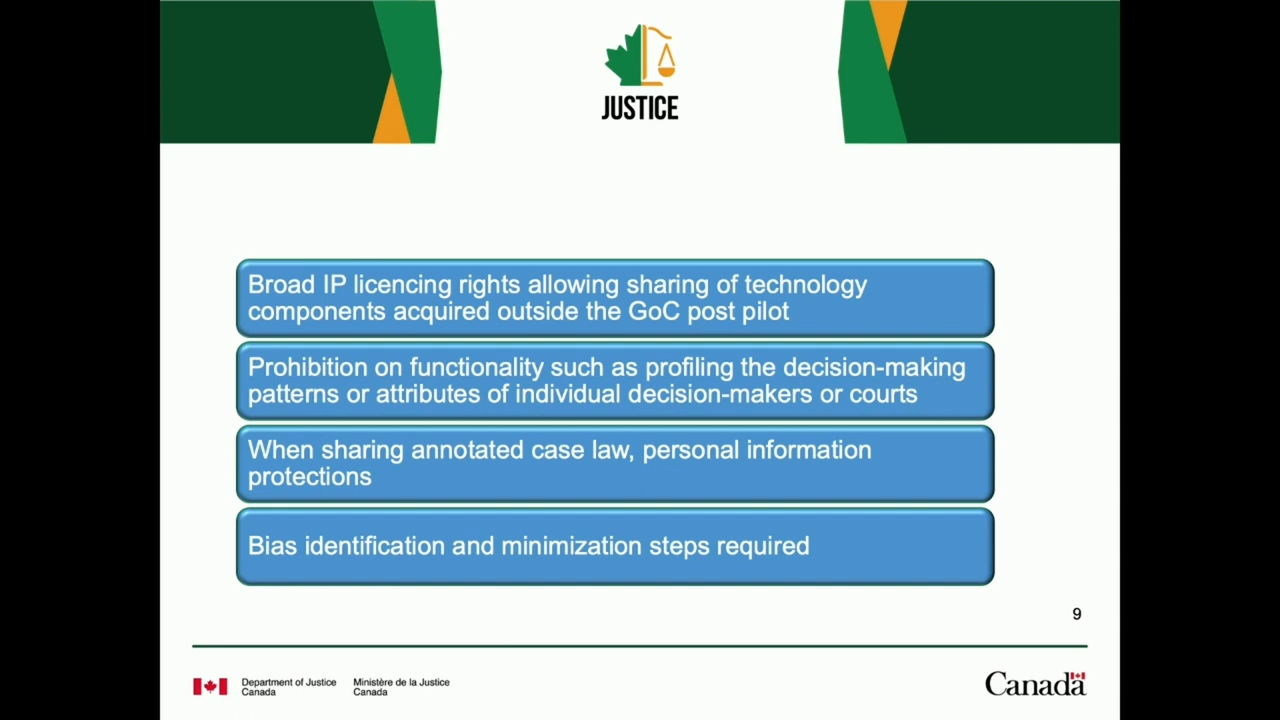 JUSTICE
Broad IP licencing rights allowing sharing of technology
components acquired outside the GoC post pilot
Prohibition on functionality such as profiling the decision-making
patterns or attributes of individual decision-makers or courts
When sharing annotated case law, personal information
protections
Bias identification and minimization steps required
9
Department of Justice
Canada
Ministère de la Justice
Canada
Canada